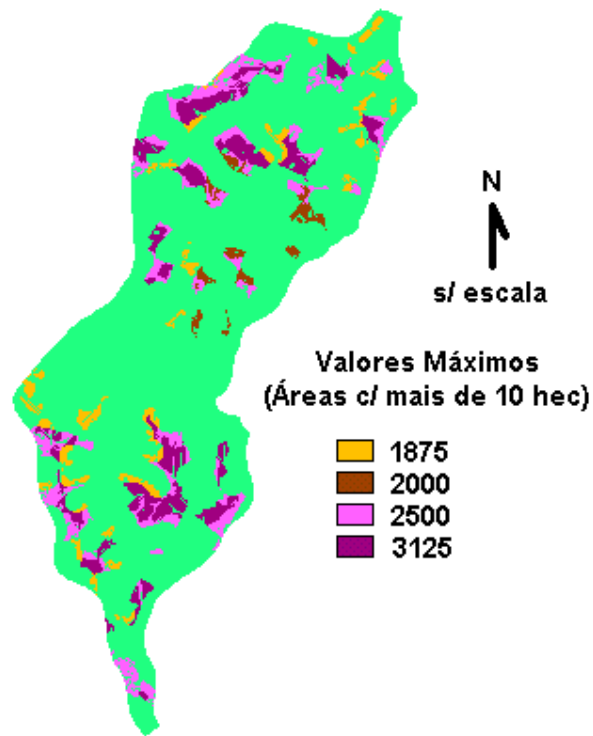 N
s/ escala
Valores Máximos
(Áreas c/ mais de 10 hec)
1875
2000
2500
3125